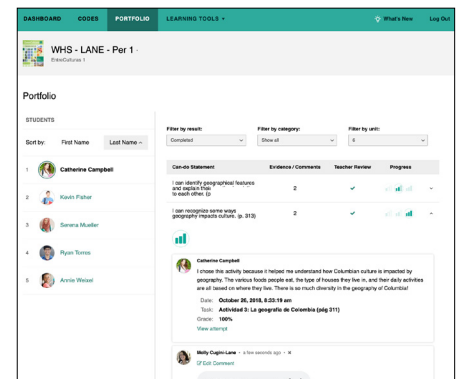 DASHBOARD CODES PORTFOLIO LEARNING TOOLS What's New Log Out
WHS - LANE - Per 1
EntreCulturas 1
Portfolio
STUDENTS
Sort by: First Name Last Name
1 Catherine Campbell
2 Kevin Fisher
3 Serena Mueller
4 Ryan Torres
5 Annie Weizel
Filter by result: Filter by category: Filter by unit:
Completed Show all 6
Can-do Statement Evidence / Comments Teacher Review Progress
I can identify geographical features
and explain their
to each other. (p
2
I can recognize some ways
geography impacts culture. (p. 313)
2
Catherine Campbell
I chose this activity because it helped me understand how Columbian culture is impacted by
geography. The various foods people eat, the type of houses they live in, and their daily activities
are all based on where they live. There is so much diversity in the geography of Columbia!
Date: October 26, 2018, 8:33:19 am
Task: Actividad 3: La geografía de Colombia (pág 311)
Grade: 100%
View attempt
Molly Cugini-Lane • a few seconds ago •
Edit Comment